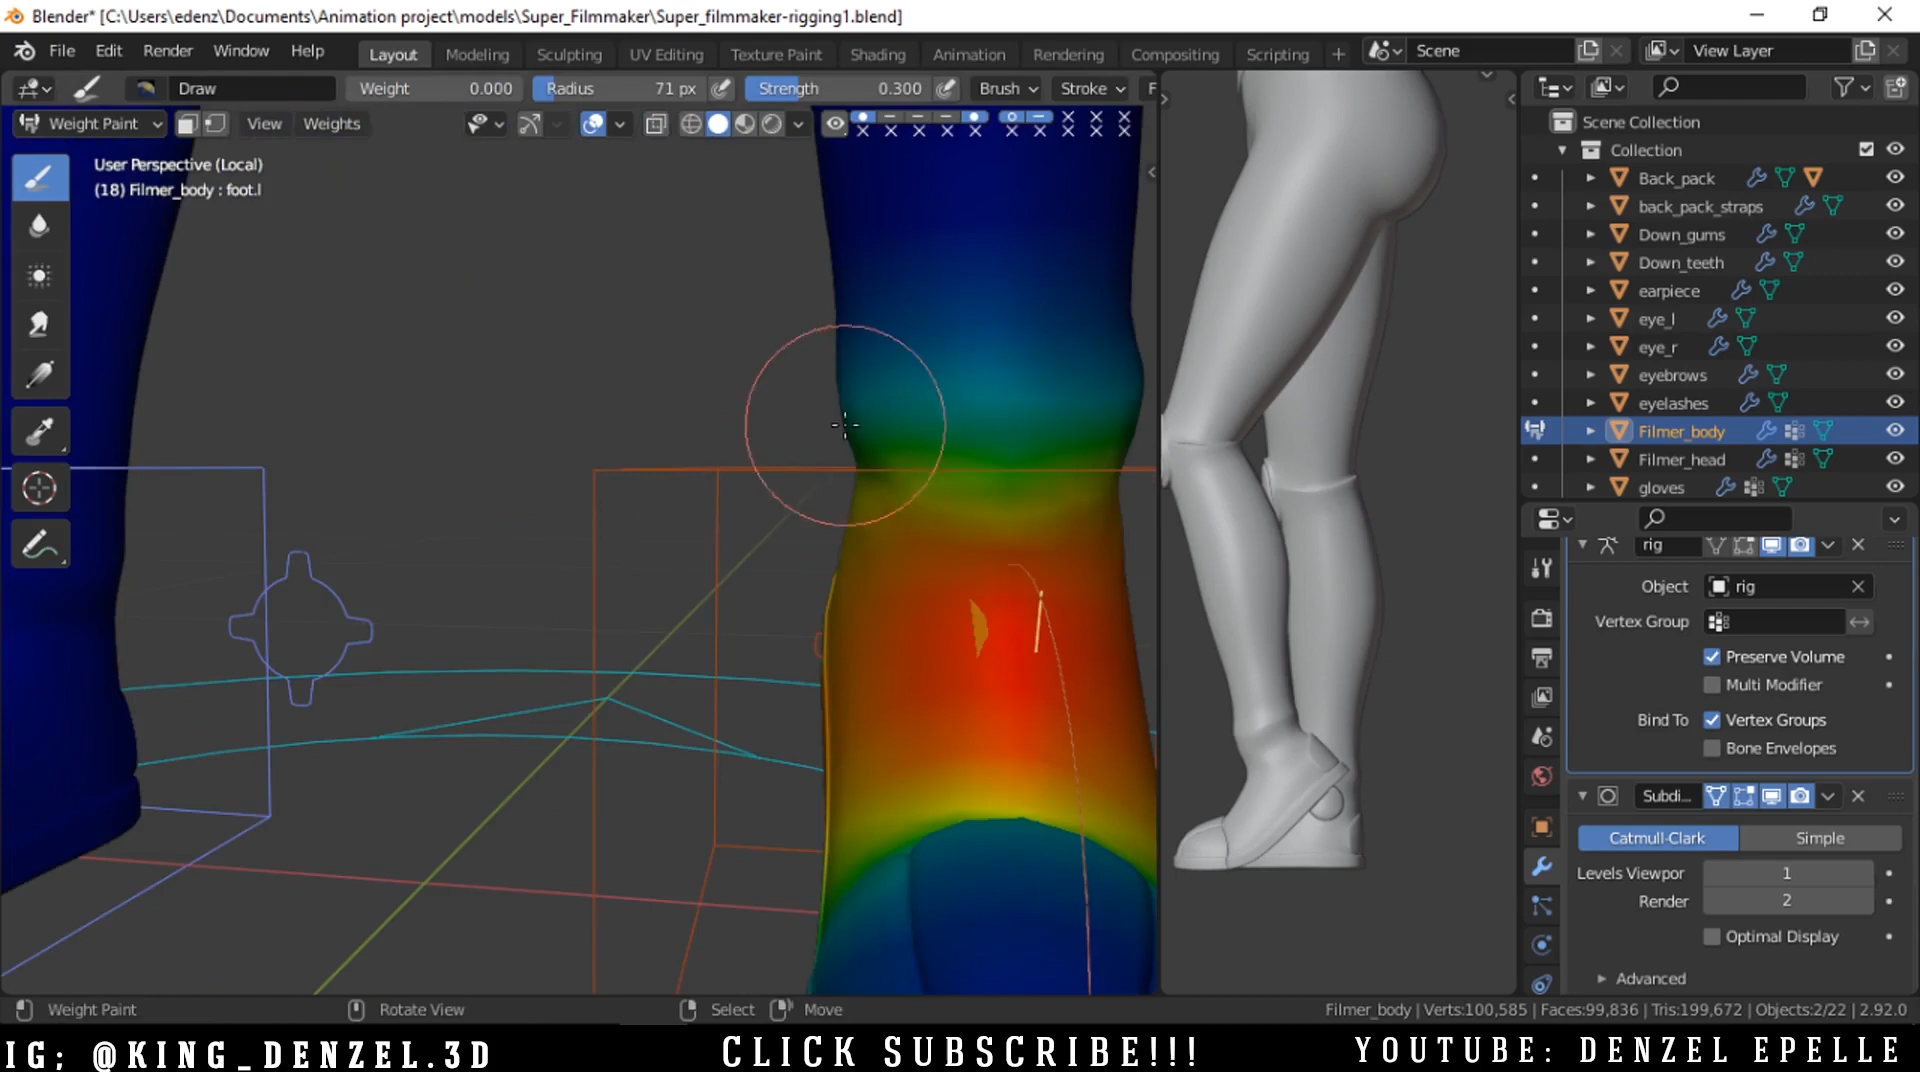 Blender* [C:\Users\edenz\Documents\Animation project\models\Super_Filmmaker\Super_filmmaker-rigging1.blend]
File Edit Render Window Help Layout Modeling Sculpting UV Editing Texture Paint Shading Animation Rendering Compositing Scripting + Scene View Layer
Draw Weight 0.000 Radius 71 px Strength 0.300 Brush Stroke F
Weight Paint View Weights
User Perspective (Local)
(18) Filmer_body : foot.l
Scene Collection
Collection
Back_pack
back_pack_straps
Down_gums
Down_teeth
earpiece
eye_l
eye_r
eyebrows
eyelashes
Filmer_body
Filmer_head
gloves
rig
Object rig
Vertex Group
Preserve Volume
Multi Modifier
Bind To Vertex Groups
Bone Envelopes
Subdi...
Catmull-Clark Simple
Levels Viewpor 1
Render 2
Optimal Display
Advanced
Weight Paint Rotate View Select Move Filmer_body | Verts:100,585 | Faces:99,836 | Tris:199,672 | Objects:2/22 | 2.92.0
IG; @KING_DENZEL.3D CLICK SUBSCRIBE!!! YOUTUBE: DENZEL EPELLE